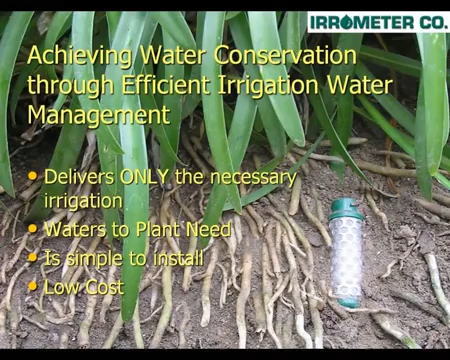 IRROMETER CO.
Achieving Water Conservation
through Efficient Irrigation Water
Management
• Delivers ONLY the necessary
irrigation
• Waters to Plant Need
• Is simple to install
• Low Cost